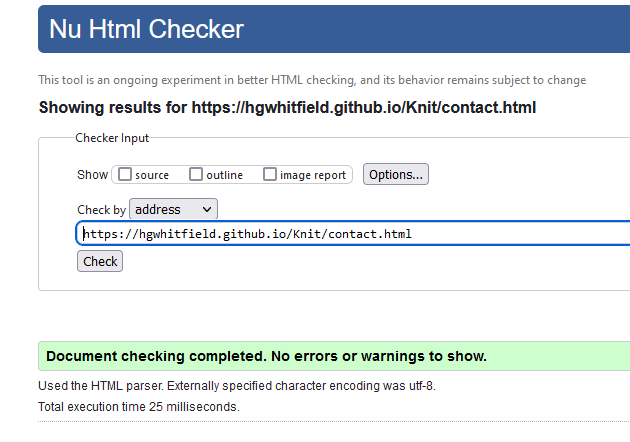 Nu Html Checker
This tool is an ongoing experiment in better HTML checking, and its behavior remains subject to change
Showing results for https://hgwhitfield.github.io/Knit/contact.html
Checker Input
Show source outline image report Options...
Check by address
https://hgwhitfield.github.io/Knit/contact.html
Check
Document checking completed. No errors or warnings to show.
Used the HTML parser. Externally specified character encoding was utf-8.
Total execution time 25 milliseconds.